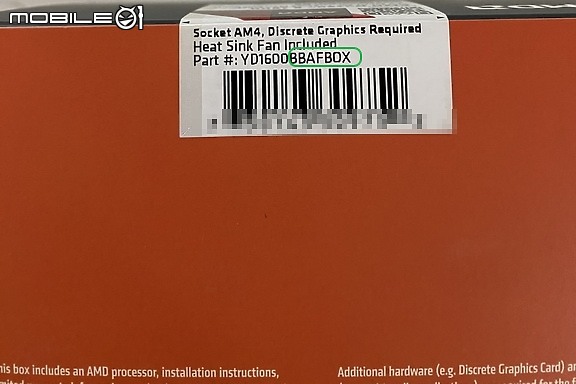 MOBILE01
Socket AM4, Discrete Graphics Required
Heat Sink Fan Included
Part #: YD1600BBAFBOX
his box includes an AMD processor, installation instructions,
Additional hardware (e.g. Discrete Graphics Card) ar